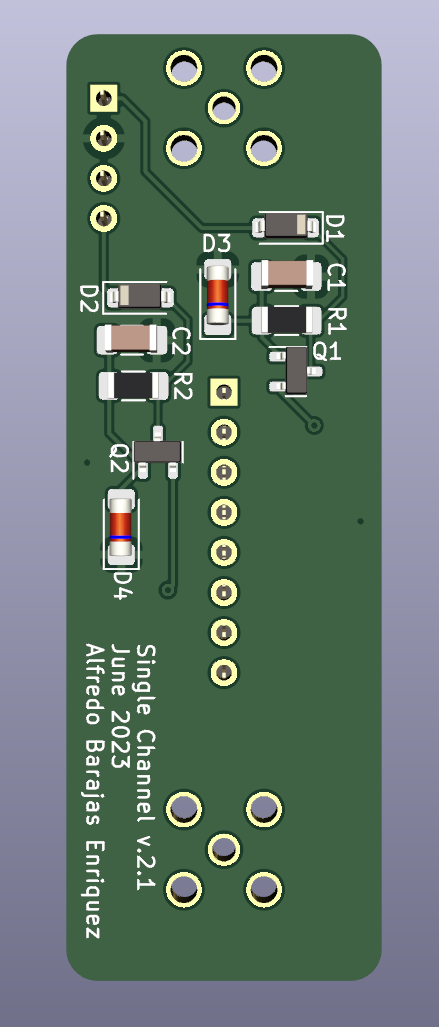 D1
D3
C1
D2
R1
C2
Q1
R2
Q2
D4
Single Channel v.2.1
June 2023
Alfredo Barajas Enriquez